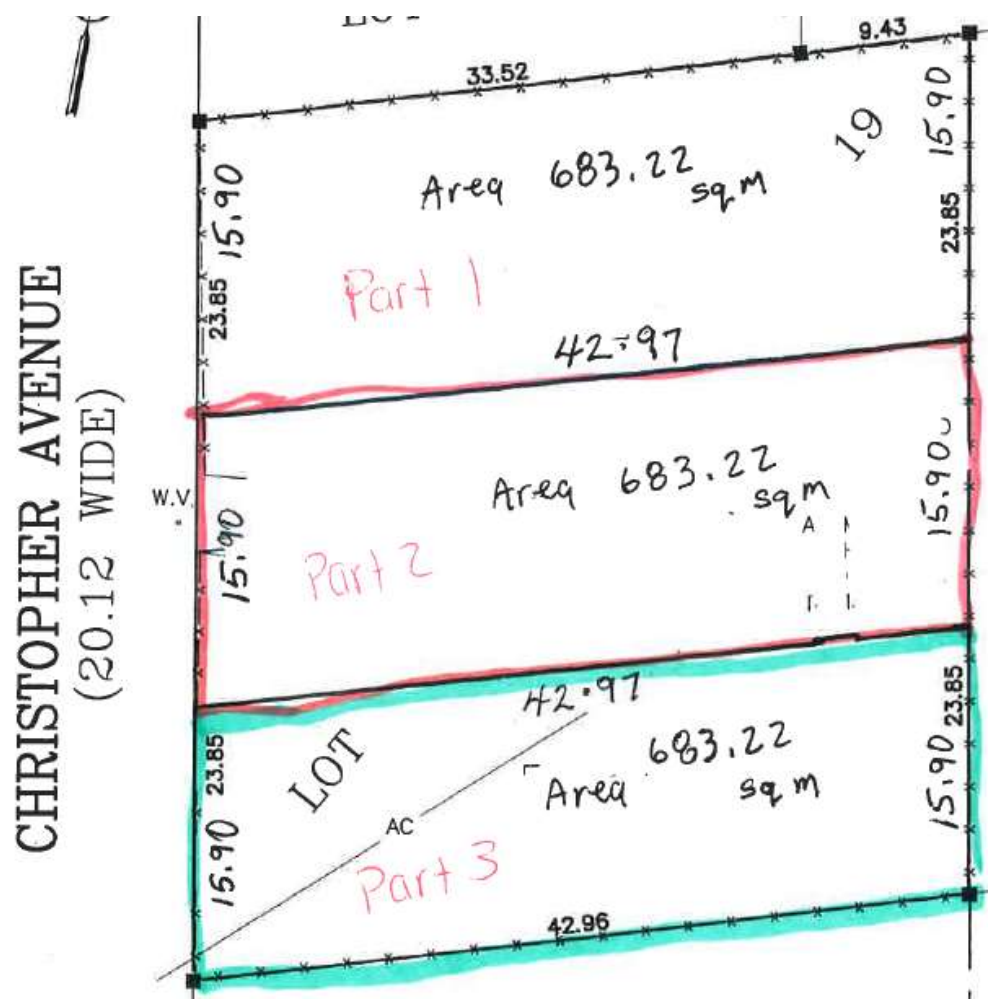 LOT
9.43
33.52
19
15.90
15.90
Area 683.22
sq m
23.85
23.85
Part 1
42.97
CHRISTOPHER AVENUE
(20.12 WIDE)
W.V.
Area 683.22
sq m
15.90
15.90
A
Part 2
42.97
23.85
23.85
LOT
683.22
Area
sq m
15.90
15.90
AC
Part 3
42.96